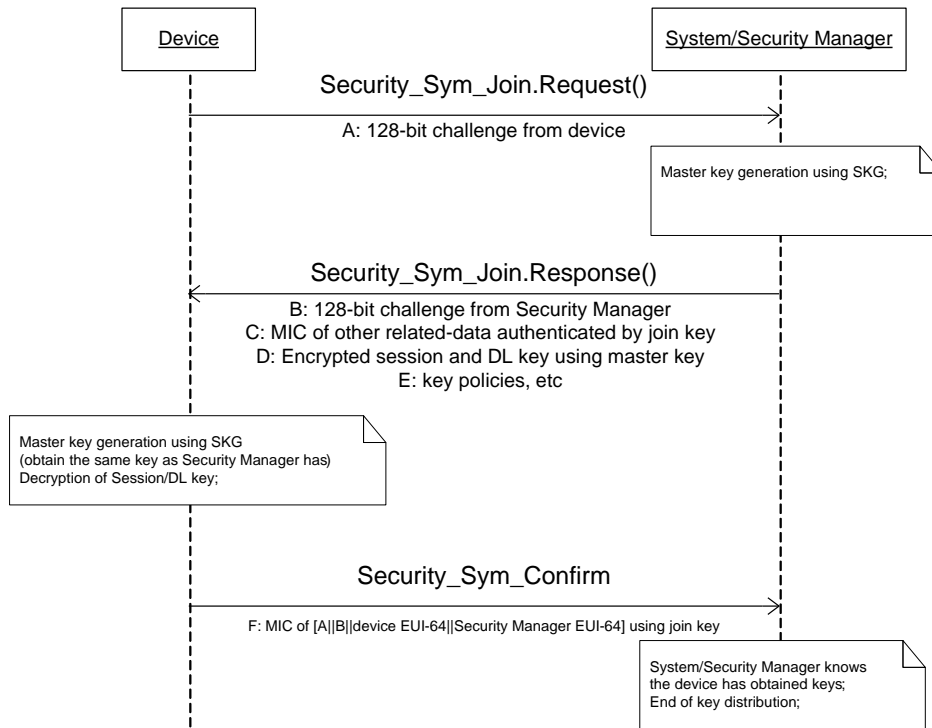 Device
System/Security Manager
Security_Sym_Join.Request()
A: 128-bit challenge from device
Master key generation using SKG;
Security_Sym_Join.Response()
B: 128-bit challenge from Security Manager
C: MIC of other related-data authenticated by join key
D: Encrypted session and DL key using master key
E: key policies, etc
Master key generation using SKG
(obtain the same key as Security Manager has)
Decryption of Session/DL key;
Security_Sym_Confirm
F: MIC of [A||B||device EUI-64||Security Manager EUI-64] using join key
System/Security Manager knows
the device has obtained keys;
End of key distribution;